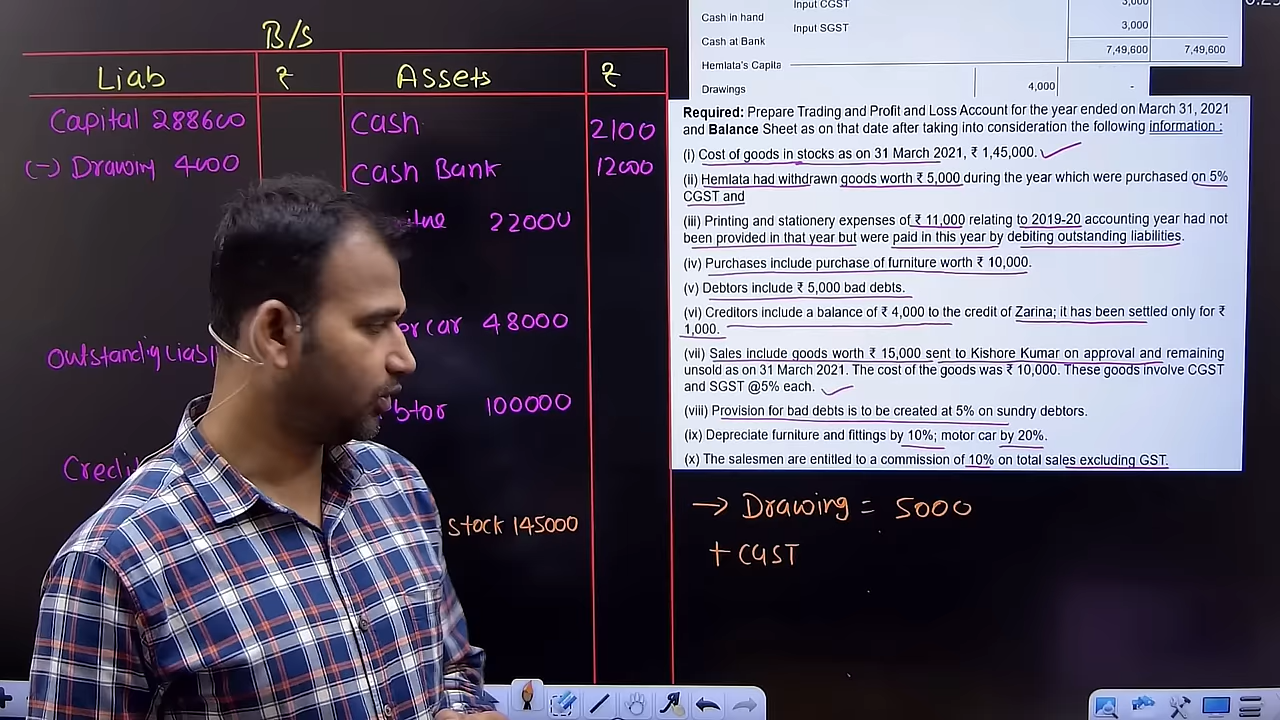 B/S
Liab ₹ Assets ₹
Capital 288600 Cash 2100
(-) Drawing 4000 Cash Bank 12000
22000
car 48000
100000
stock 145000
Input CGST 3,000
Cash in hand
Input SGST 3,000
Cash at Bank
7,49,600 7,49,600
Hemlata's Capita
Drawings 4,000 -
Required: Prepare Trading and Profit and Loss Account for the year ended on March 31, 2021
and Balance Sheet as on that date after taking into consideration the following information :
(i) Cost of goods in stocks as on 31 March 2021, ₹ 1,45,000.
(ii) Hemlata had withdrawn goods worth ₹ 5,000 during the year which were purchased on 5%
CGST and
(iii) Printing and stationery expenses of ₹ 11,000 relating to 2019-20 accounting year had not
been provided in that year but were paid in this year by debiting outstanding liabilities.
(iv) Purchases include purchase of furniture worth ₹ 10,000.
(v) Debtors include ₹ 5,000 bad debts.
(vi) Creditors include a balance of ₹ 4,000 to the credit of Zarina; it has been settled only for ₹
1,000.
(vii) Sales include goods worth ₹ 15,000 sent to Kishore Kumar on approval and remaining
unsold as on 31 March 2021. The cost of the goods was ₹ 10,000. These goods involve CGST
and SGST @5% each.
(viii) Provision for bad debts is to be created at 5% on sundry debtors.
(ix) Depreciate furniture and fittings by 10%; motor car by 20%.
(x) The salesmen are entitled to a commission of 10% on total sales excluding GST.
→ Drawing = 5000
+ CGST